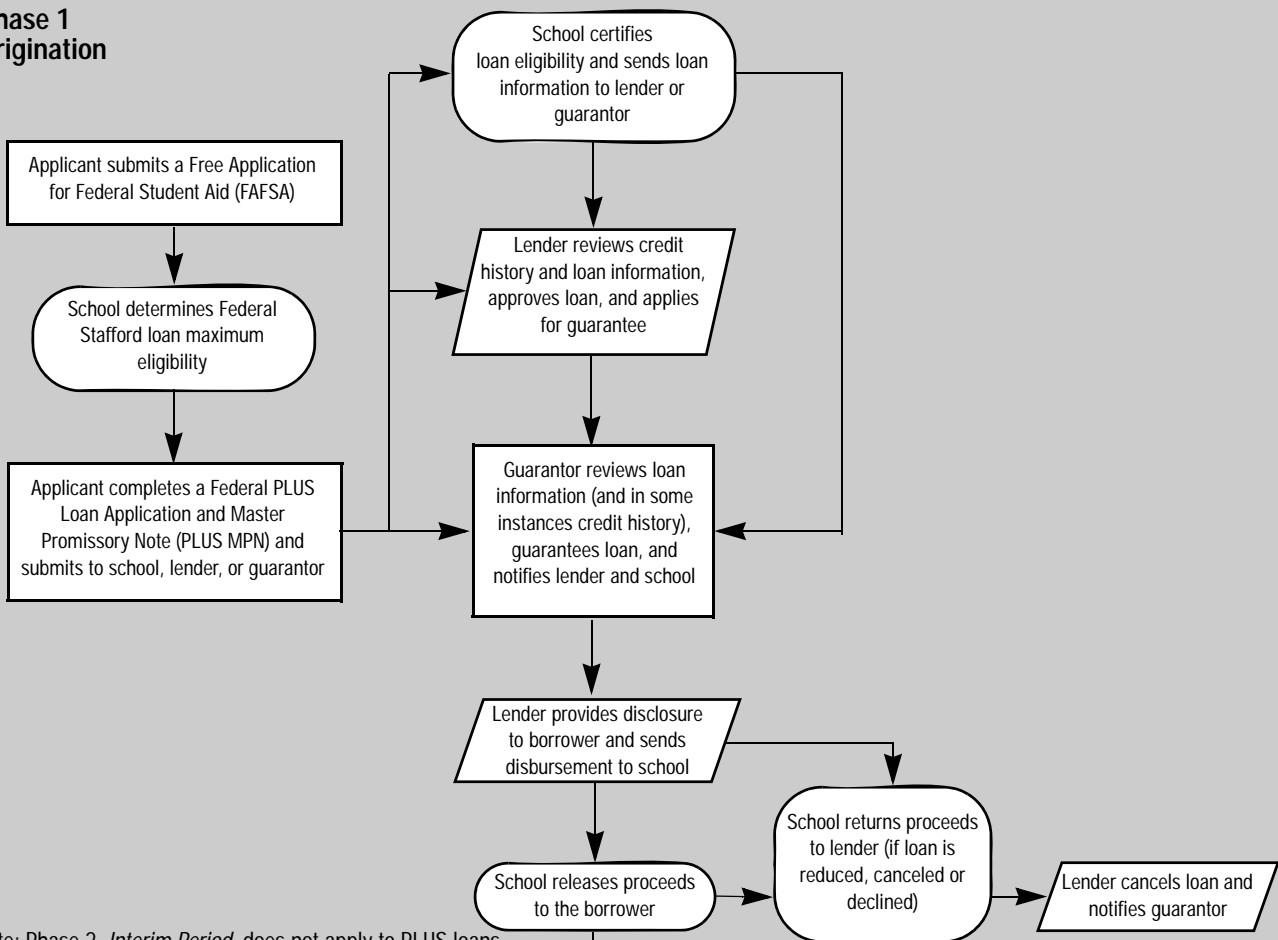 hase 1
rigination
School certifies
loan eligibility and sends loan
information to lender or
guarantor
Applicant submits a Free Application
for Federal Student Aid (FAFSA)
Lender reviews credit
history and loan information,
approves loan, and applies
for guarantee
School determines Federal
Stafford loan maximum
eligibility
Applicant completes a Federal PLUS
Loan Application and Master
Promissory Note (PLUS MPN) and
submits to school, lender, or guarantor
Guarantor reviews loan
information (and in some
instances credit history),
guarantees loan, and
notifies lender and school
Lender provides disclosure
to borrower and sends
disbursement to school
School returns proceeds
to lender (if loan is
reduced, canceled or
declined)
School releases proceeds
to the borrower
Lender cancels loan and
notifies guarantor
te: Phase 2, Interim Period, does not apply to PLUS loans